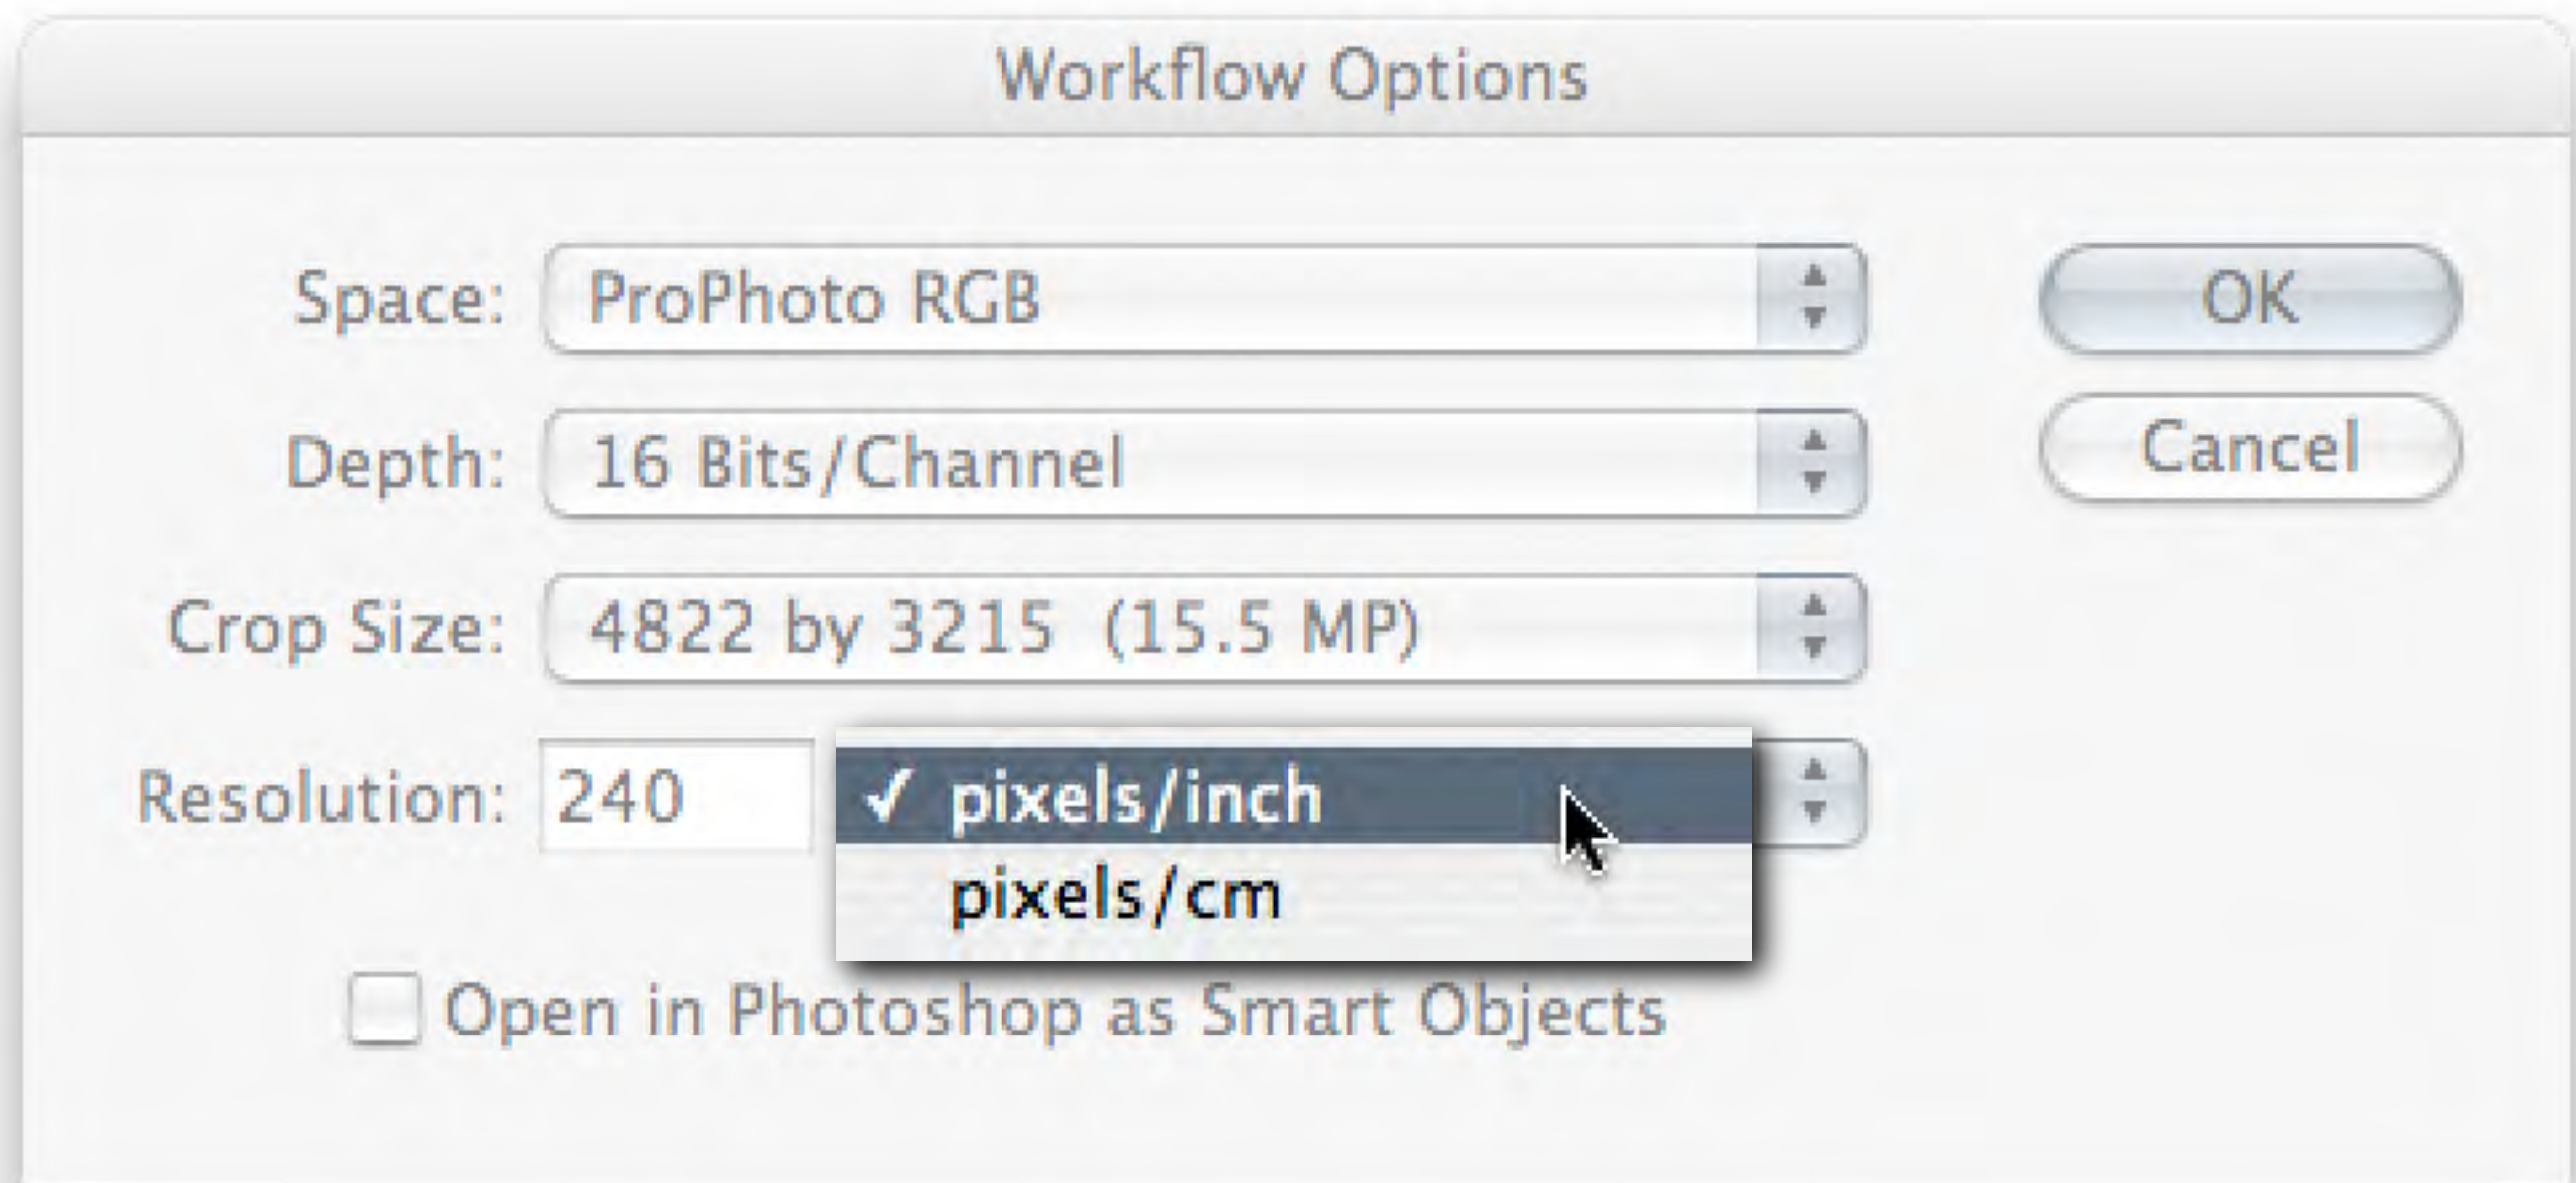 Workflow Options
Space: ProPhoto RGB
OK
Depth: 16 Bits/Channel
Cancel
Crop Size: 4822 by 3215 (15.5 MP)
Resolution: 240 ✓ pixels/inch
pixels/cm
Open in Photoshop as Smart Objects